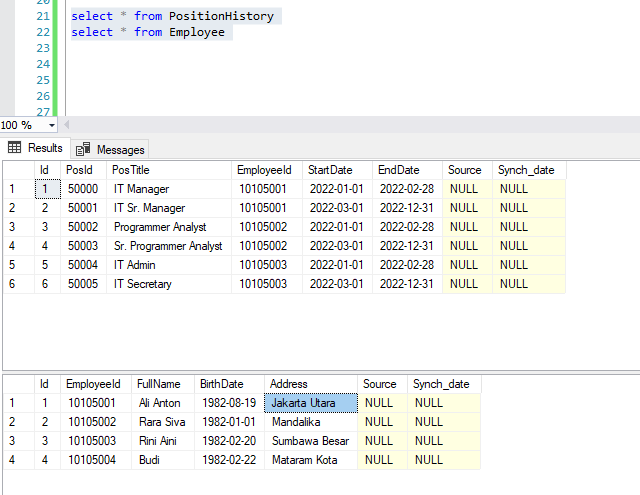 20
21 select * from PositionHistory
22 select * from Employee
23
24
25
26
27
100 %
Results Messages
Id PosId PosTitle EmployeeId StartDate EndDate Source Synch_date
1 1 50000 IT Manager 10105001 2022-01-01 2022-02-28 NULL NULL
2 2 50001 IT Sr. Manager 10105001 2022-03-01 2022-12-31 NULL NULL
3 3 50002 Programmer Analyst 10105002 2022-01-01 2022-02-28 NULL NULL
4 4 50003 Sr. Programmer Analyst 10105002 2022-03-01 2022-12-31 NULL NULL
5 5 50004 IT Admin 10105003 2022-01-01 2022-02-28 NULL NULL
6 6 50005 IT Secretary 10105003 2022-03-01 2022-12-31 NULL NULL
Id EmployeeId FullName BirthDate Address Source Synch_date
1 1 10105001 Ali Anton 1982-08-19 Jakarta Utara NULL NULL
2 2 10105002 Rara Siva 1982-01-01 Mandalika NULL NULL
3 3 10105003 Rini Aini 1982-02-20 Sumbawa Besar NULL NULL
4 4 10105004 Budi 1982-02-22 Mataram Kota NULL NULL